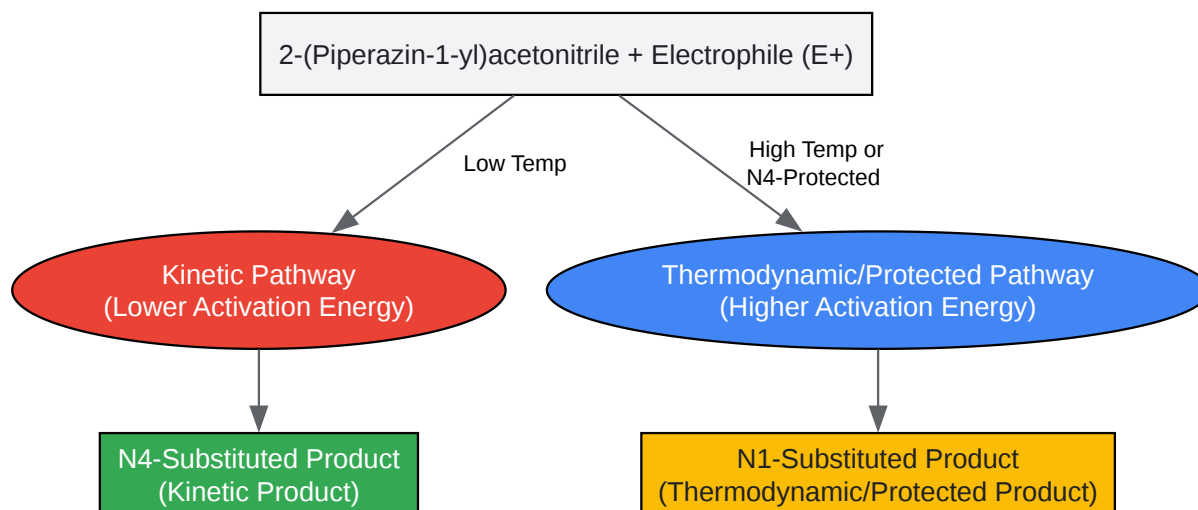 2-(Piperazin-1-yl)acetonitrile + Electrophile (E+)
Low Temp
High Temp or
N4-Protected
Kinetic Pathway
(Lower Activation Energy)
Thermodynamic/Protected Pathway
(Higher Activation Energy)
N4-Substituted Product
(Kinetic Product)
N1-Substituted Product
(Thermodynamic/Protected Product)